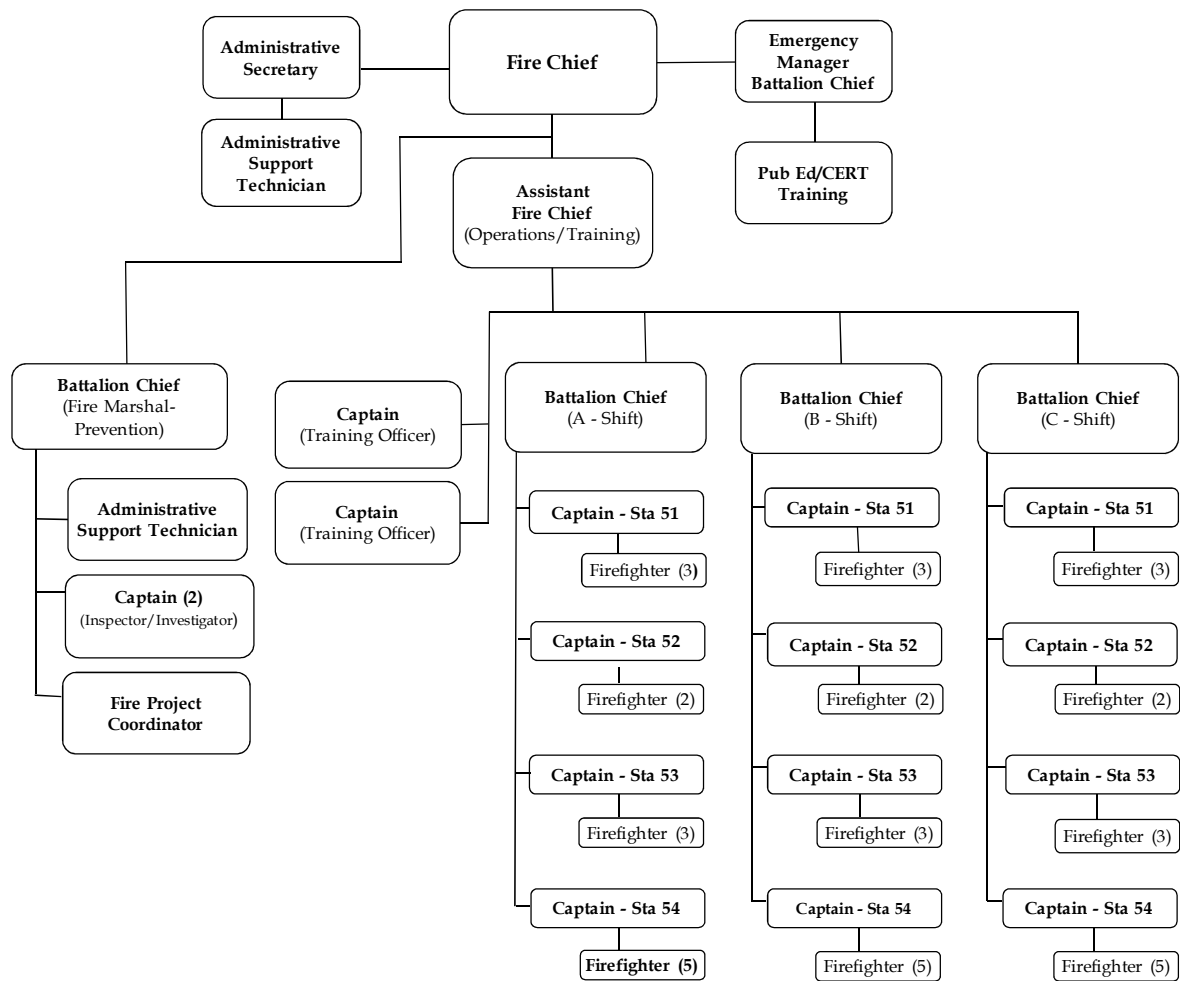 Administrative
Secretary
Fire Chief
Emergency
Manager
Battalion Chief
Administrative
Support
Technician
Pub Ed/CERT
Training
Assistant
Fire Chief
(Operations/Training)
Battalion Chief
(Fire Marshal-
Prevention)
Administrative
Support Technician
Captain (2)
(Inspector/Investigator)
Fire Project
Coordinator
Captain
(Training Officer)
Captain
(Training Officer)
Battalion Chief
(A - Shift)
Captain - Sta 51
Firefighter (3)
Captain - Sta 52
Firefighter (2)
Captain - Sta 53
Firefighter (3)
Captain - Sta 54
Firefighter (5)
Battalion Chief
(B - Shift)
Captain - Sta 51
Firefighter (3)
Captain - Sta 52
Firefighter (2)
Captain - Sta 53
Firefighter (3)
Captain - Sta 54
Firefighter (5)
Battalion Chief
(C - Shift)
Captain - Sta 51
Firefighter (3)
Captain - Sta 52
Firefighter (2)
Captain - Sta 53
Firefighter (3)
Captain - Sta 54
Firefighter (5)